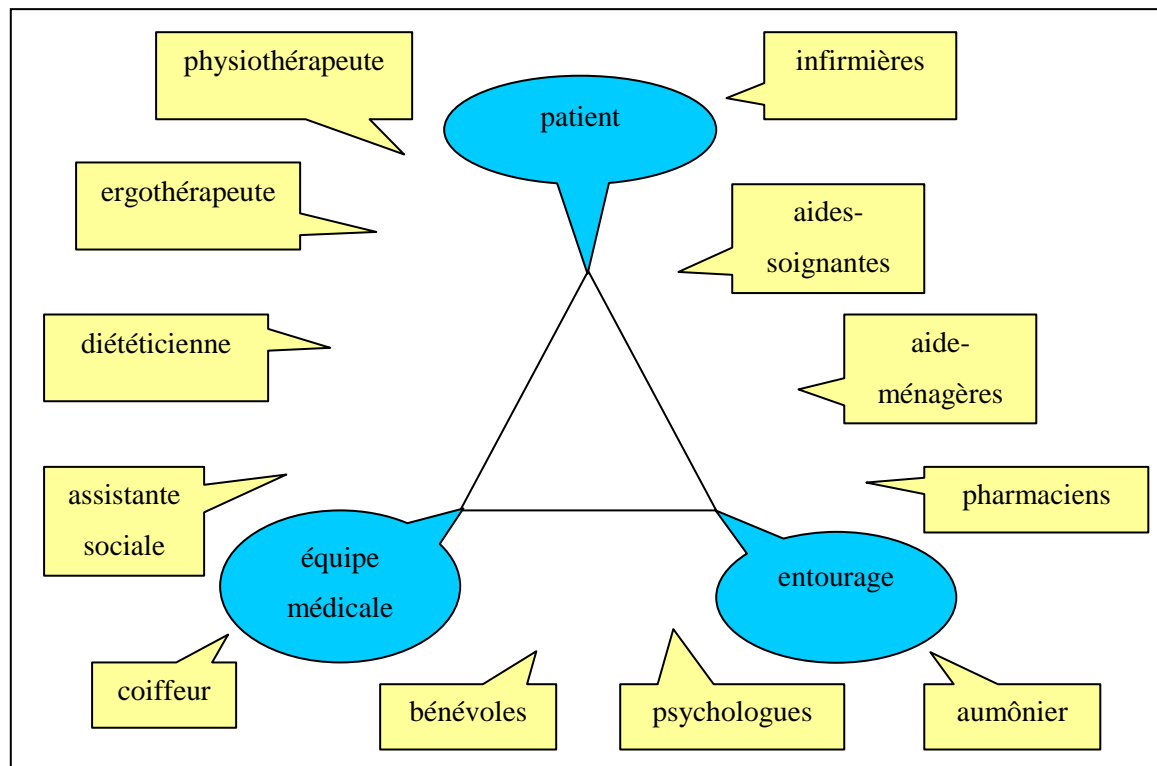 physiothérapeute
infirmières
patient
ergothérapeute
aides-
soignantes
diététicienne
aide-
ménagères
assistante
sociale
pharmaciens
équipe
médicale
entourage
coiffeur
bénévoles
psychologues
aumônier